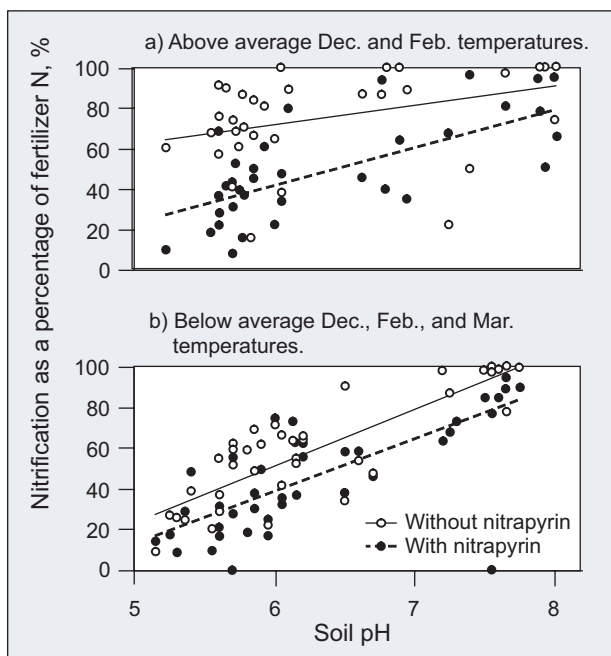 Nitrification as a percentage of fertilizer N, %
a) Above average Dec. and Feb. temperatures.
100
80
60
40
20
0
b) Below average Dec., Feb., and Mar.
temperatures.
100
80
60
40
20
0
Without nitrapyrin
With nitrapyrin
5 6 7 8
Soil pH